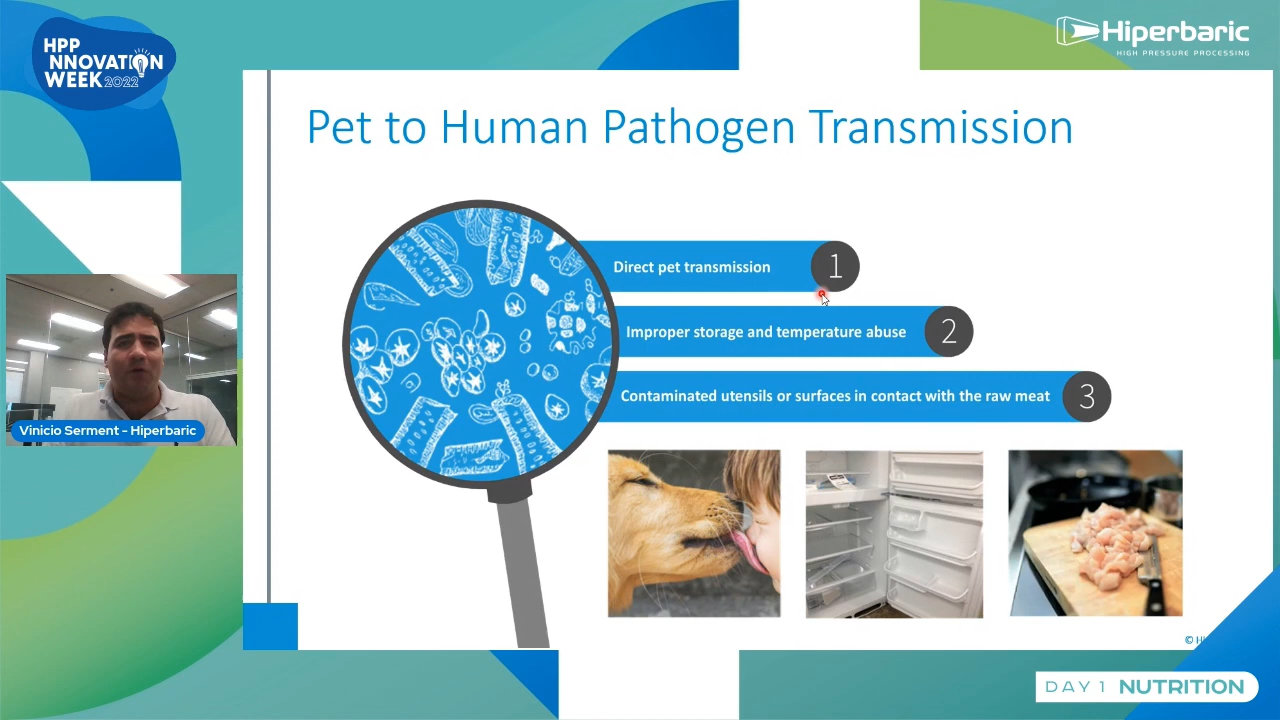 HPP
NNOVATION
WEEK 2022
Hiperbaric
HIGH PRESSURE PROCESSING
Pet to Human Pathogen Transmission
Direct pet transmission
1
Improper storage and temperature abuse
2
Contaminated utensils or surfaces in contact with the raw meat
3
Vinicio Serment - Hiperbaric
DAY 1 NUTRITION